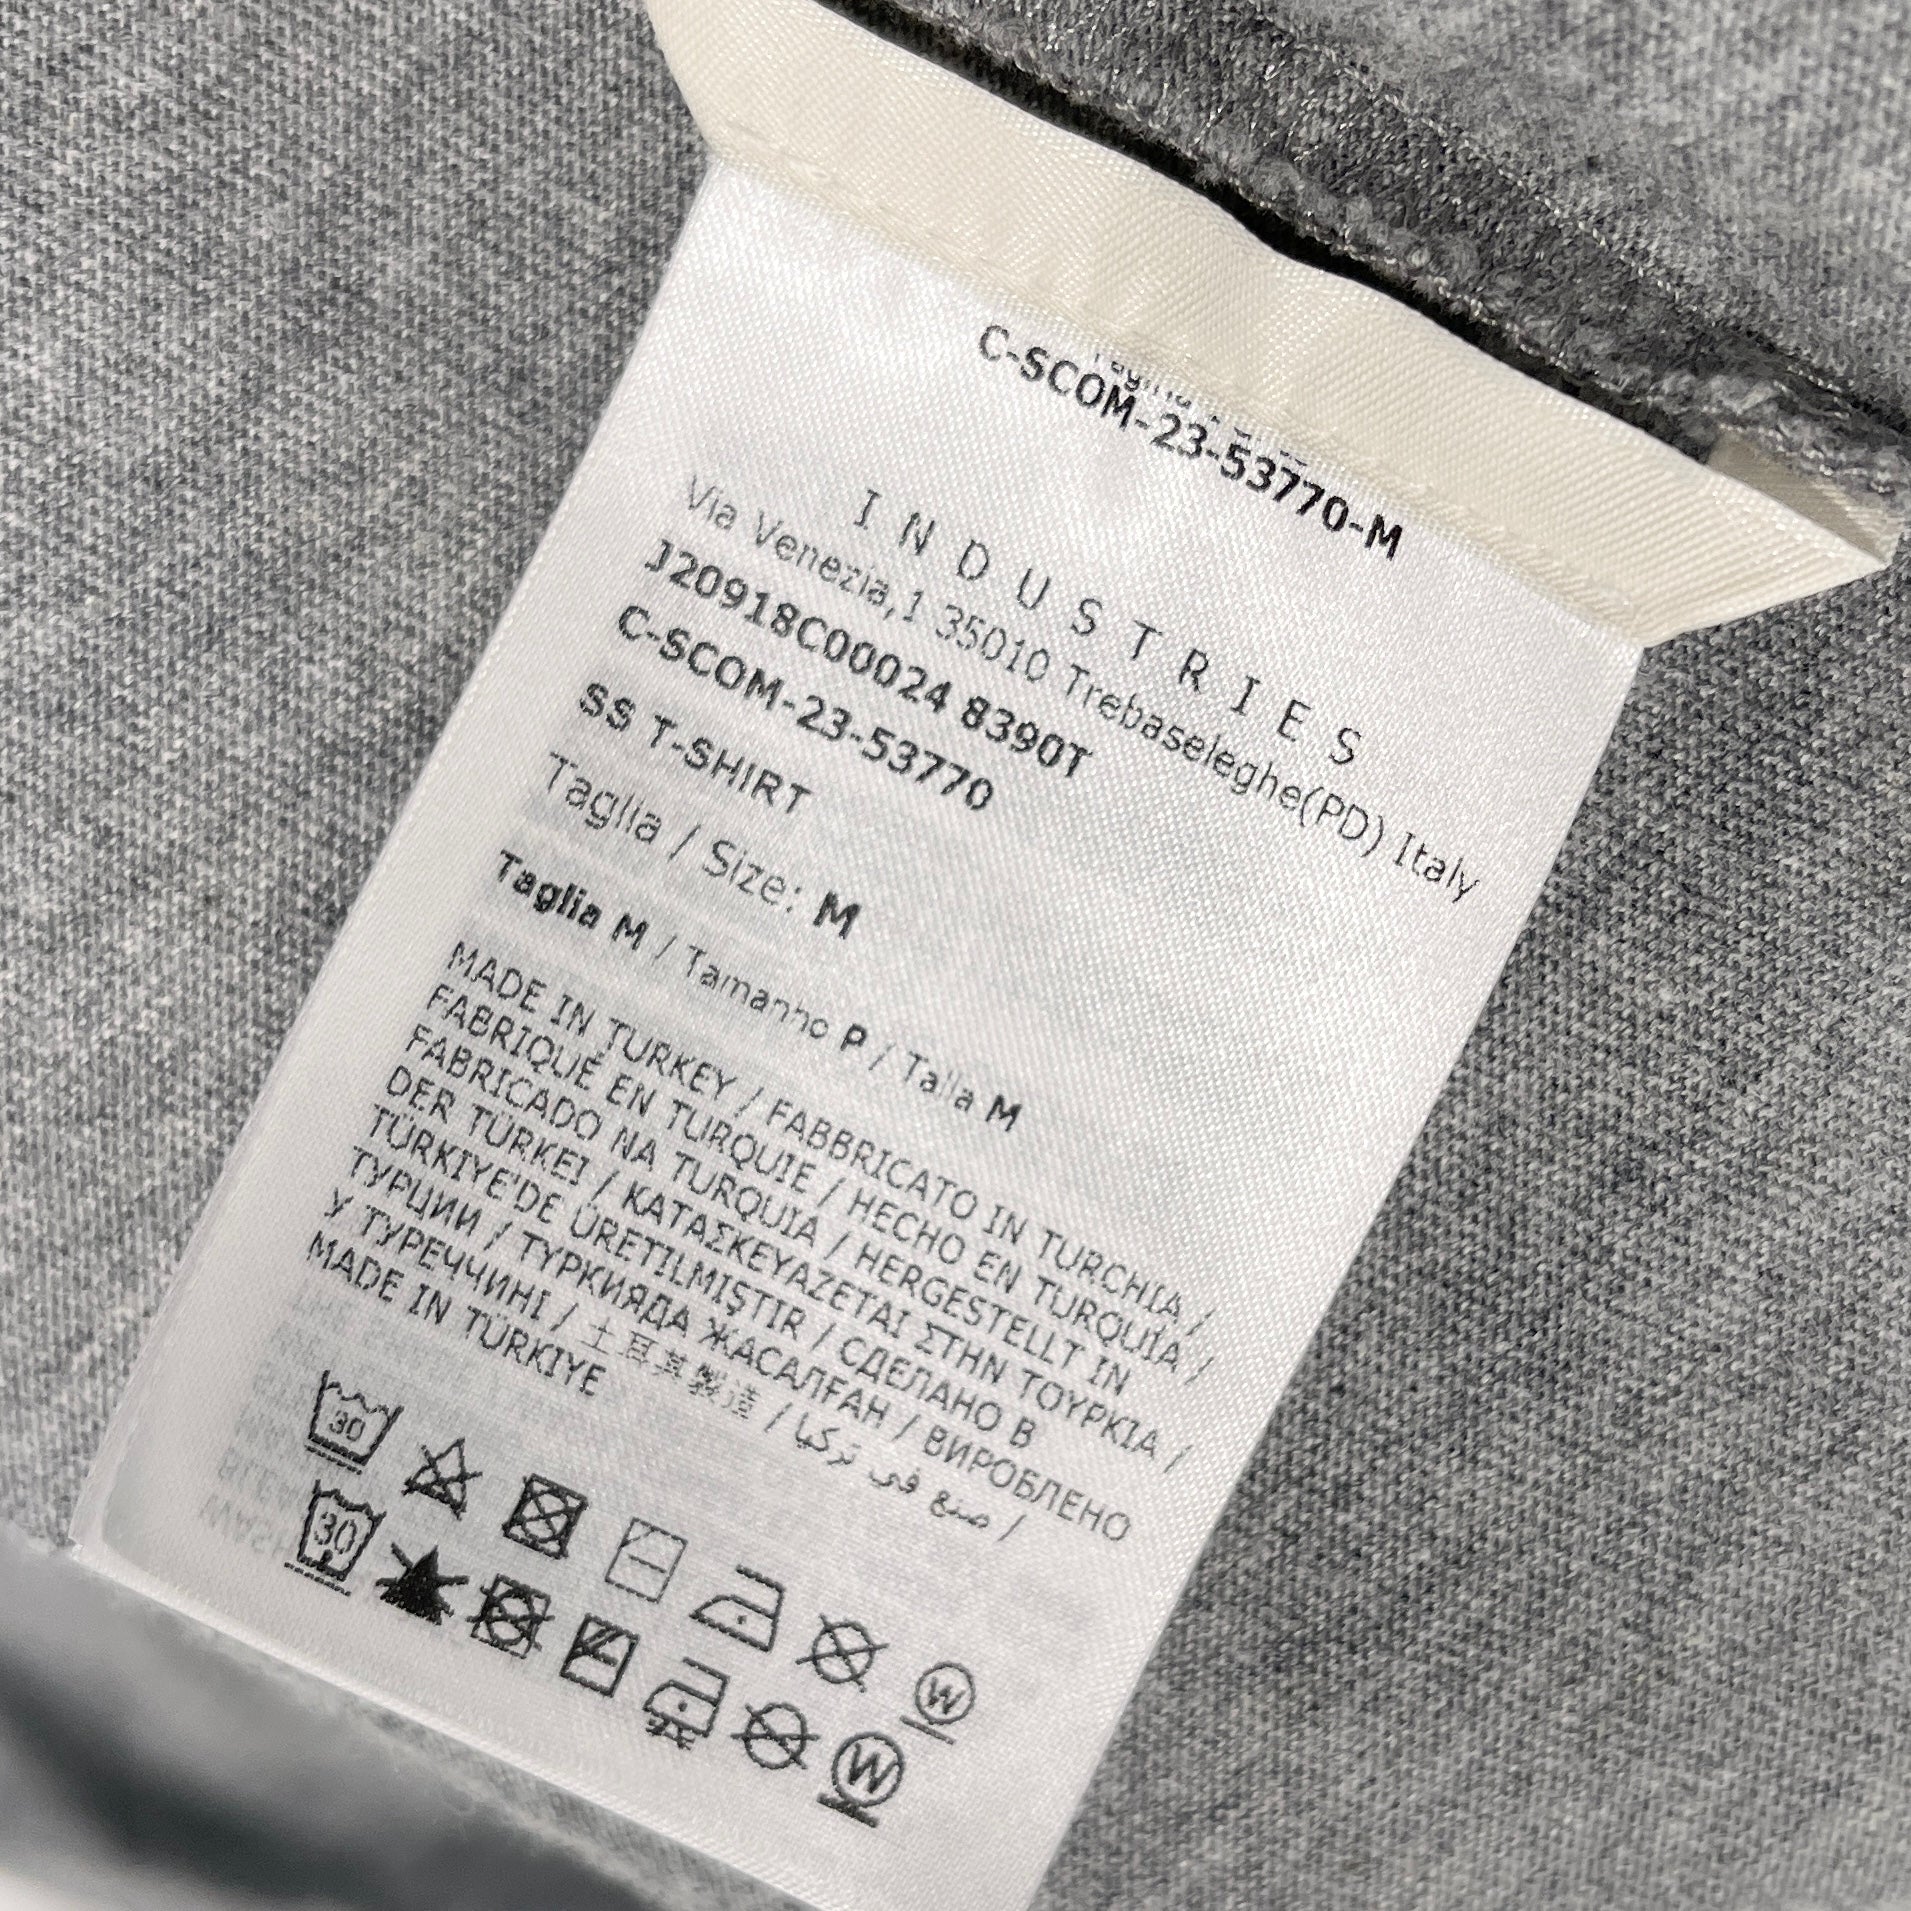 C-SCOM-23-53770-M
INDUSTRIES
Via Venezia,1 35010 Trebaseleghe(PD) Italy
J20918C00024 8390T
C-SCOM-23-53770
SS T-SHIRT
Taglia / Size: M
Taglia M / Tamanho P / Talla M
MADE IN TURKEY / FABBRICATO IN TURCHIA /
FABRIQUÉ EN TURQUIE / HECHO EN TURQUÍA /
FABRICADO NA TURQUIA / HERGESTELLT IN
DER TÜRKEI / ΚΑΤΑΣΚΕΥΑΖΕΤΑΙ ΣΤΗΝ ΤΟΥΡΚΙΑ /
TÜRKIYE'DE ÜRETILMIŞTIR / СДЕЛАНО В
ТУРЦИИ / ТҮРКИЯДА ЖАСАЛҒАН / ВИРОБЛЕНО
У ТУРЕЧЧИНІ / 土耳其製造 / صنع في تركيا /
MADE IN TÜRKIYE
30
W
30
W